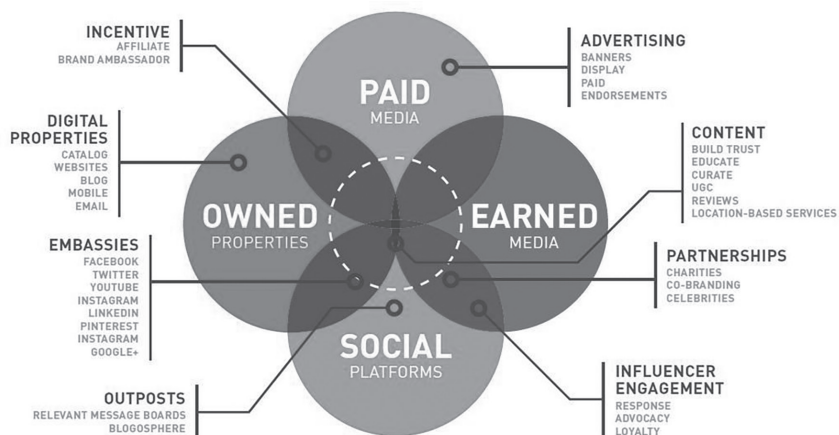 INCENTIVE
AFFILIATE
BRAND AMBASSADOR
DIGITAL
PROPERTIES
CATALOG
WEBSITES
BLOG
MOBILE
EMAIL
EMBASSIES
FACEBOOK
TWITTER
YOUTUBE
INSTAGRAM
LINKEDIN
PINTEREST
INSTAGRAM
GOOGLE+
OUTPOSTS
RELEVANT MESSAGE BOARDS
BLOGOSPHERE
PAID
MEDIA
OWNED
PROPERTIES
EARNED
MEDIA
SOCIAL
PLATFORMS
ADVERTISING
BANNERS
DISPLAY
PAID
ENDORSEMENTS
CONTENT
BUILD TRUST
EDUCATE
CURATE
UGC
REVIEWS
LOCATION-BASED SERVICES
PARTNERSHIPS
CHARITIES
CO-BRANDING
CELEBRITIES
INFLUENCER
ENGAGEMENT
RESPONSE
ADVOCACY
LOYALTY